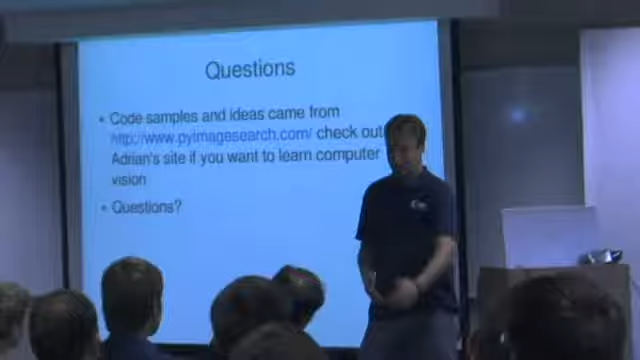 Questions
• Code samples and ideas came from
http://www.pyimagesearch.com/ check out
Adrian's site if you want to learn computer
vision
• Questions?